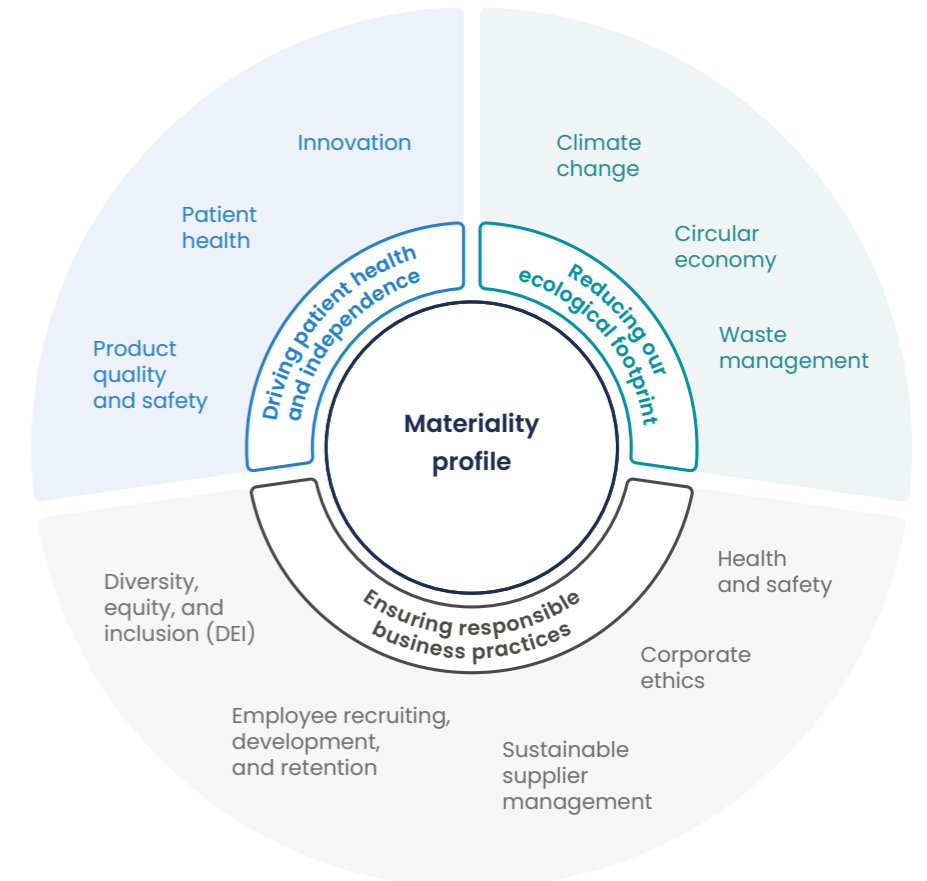 Innovation
Patient
health
Product
quality
and safety
Driving patient health
and independence
Climate
change
Circular
economy
Waste
management
Reducing our
ecological footprint
Materiality
profile
Ensuring responsible
business practices
Diversity,
equity, and
inclusion (DEI)
Employee recruiting,
development,
and retention
Sustainable
supplier
management
Corporate
ethics
Health
and safety